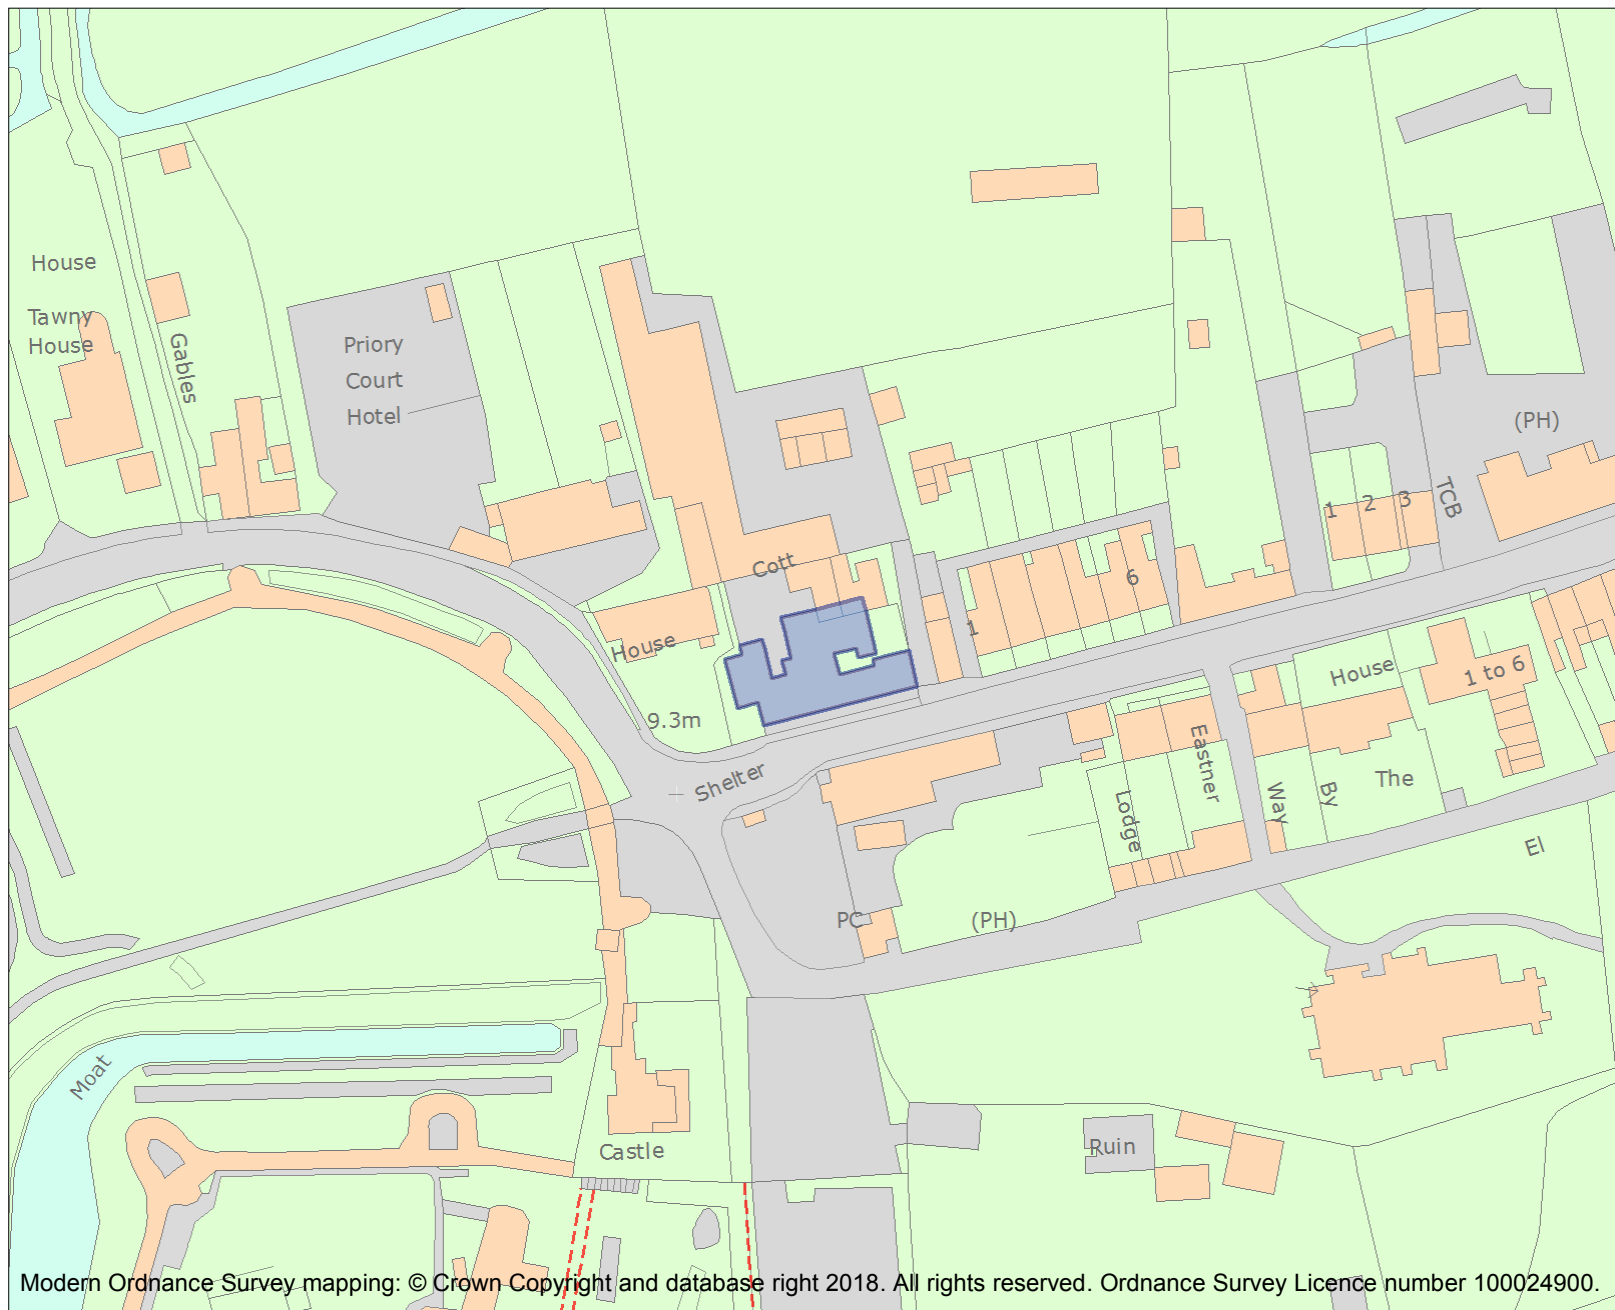 House
Tawny
House
Gables
Priory
Court
Hotel
(PH)
TCB
1
2
3
Cott
6
1
House
House
1 to 6
9.3m
Shelter
Eastner
Lodge
Way
By
The
El
PC
(PH)
Moat
Castle
Ruin
Modern Ordnance Survey mapping: © Crown Copyright and database right 2018. All rights reserved. Ordnance Survey Licence number 100024900.